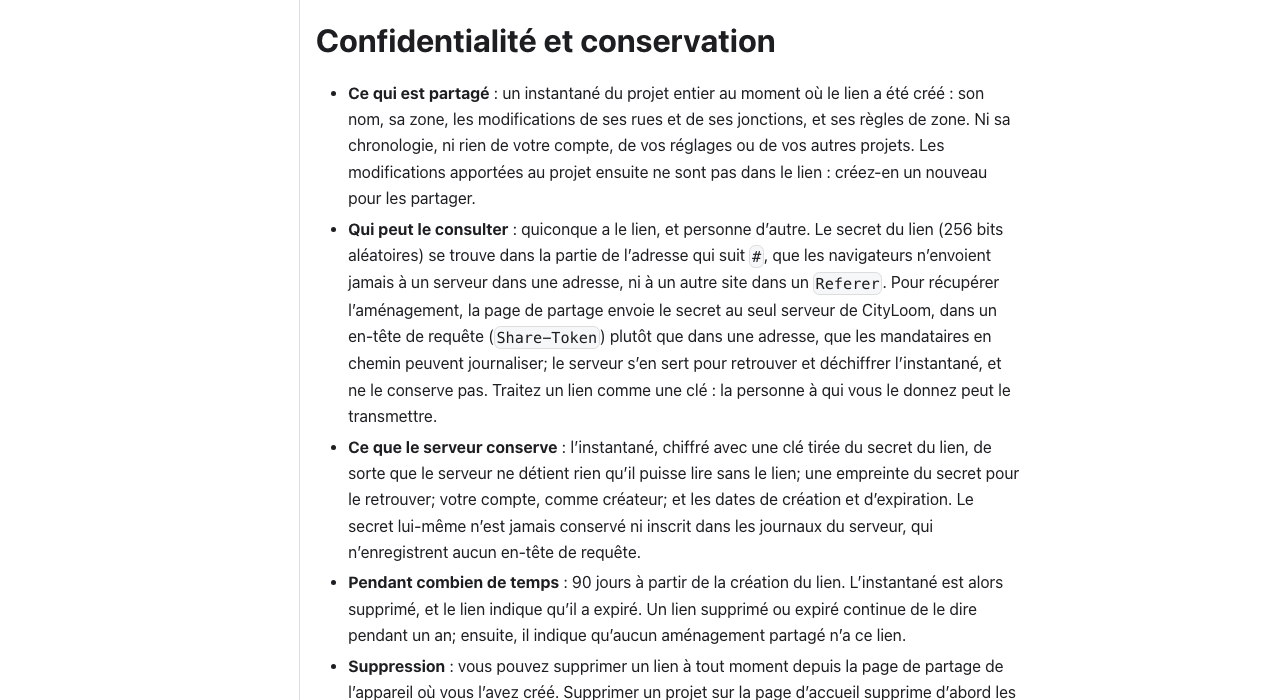 Confidentialité et conservation
• Ce qui est partagé : un instantané du projet entier au moment où le lien a été créé : son
nom, sa zone, les modifications de ses rues et de ses jonctions, et ses règles de zone. Ni sa
chronologie, ni rien de votre compte, de vos réglages ou de vos autres projets. Les
modifications apportées au projet ensuite ne sont pas dans le lien : créez-en un nouveau
pour les partager.
• Qui peut le consulter : quiconque a le lien, et personne d’autre. Le secret du lien (256 bits
aléatoires) se trouve dans la partie de l’adresse qui suit #, que les navigateurs n’envoient
jamais à un serveur dans une adresse, ni à un autre site dans un Referer. Pour récupérer
l’aménagement, la page de partage envoie le secret au seul serveur de CityLoom, dans un
en-tête de requête (Share-Token) plutôt que dans une adresse, que les mandataires en
chemin peuvent journaliser; le serveur s’en sert pour retrouver et déchiffrer l’instantané, et
ne le conserve pas. Traitez un lien comme une clé : la personne à qui vous le donnez peut le
transmettre.
• Ce que le serveur conserve : l’instantané, chiffré avec une clé tirée du secret du lien, de
sorte que le serveur ne détient rien qu’il puisse lire sans le lien; une empreinte du secret pour
le retrouver; votre compte, comme créateur; et les dates de création et d’expiration. Le
secret lui-même n’est jamais conservé ni inscrit dans les journaux du serveur, qui
n’enregistrent aucun en-tête de requête.
• Pendant combien de temps : 90 jours à partir de la création du lien. L’instantané est alors
supprimé, et le lien indique qu’il a expiré. Un lien supprimé ou expiré continue de le dire
pendant un an; ensuite, il indique qu’aucun aménagement partagé n’a ce lien.
• Suppression : vous pouvez supprimer un lien à tout moment depuis la page de partage de
l’appareil où vous l’avez créé. Supprimer un projet sur la page d’accueil supprime d’abord les